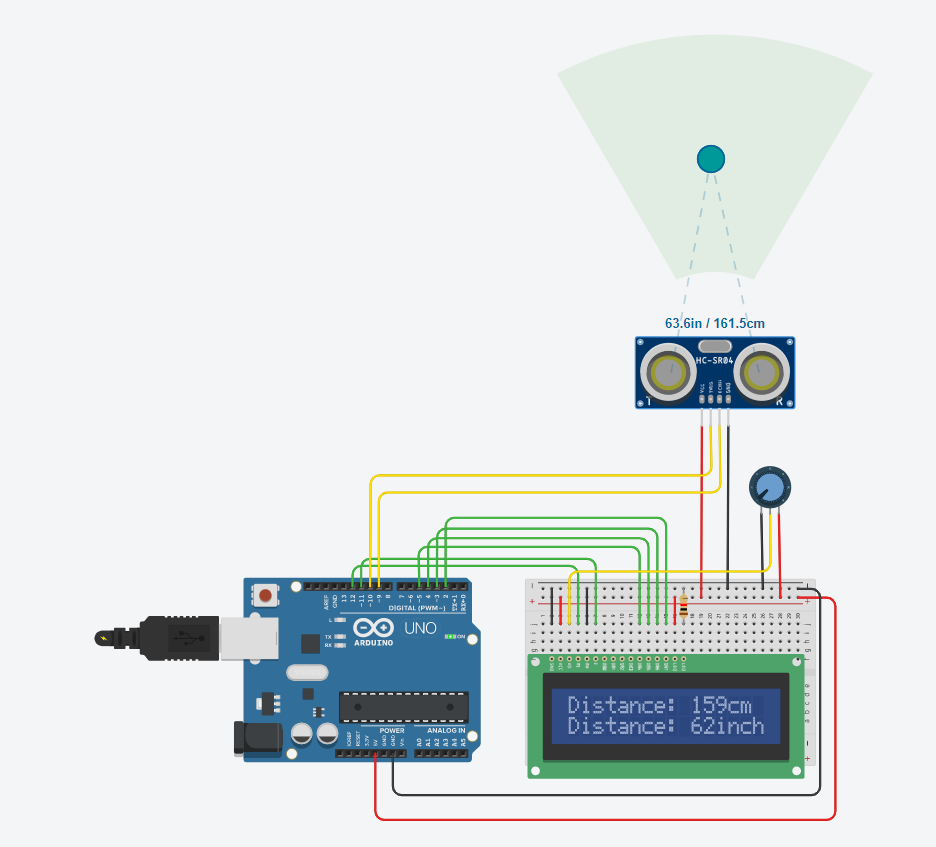 63.6in / 161.5cm
HC-SR04
VCC
TRIG
ECHO
GND
T
R
AREF
GND
13
12
~11
~10
~9
8
7
~6
~5
4
~3
2
TX→1
RX←0
DIGITAL (PWM~)
L
TX
RX
UNO
ARDUINO
ON
POWER
ANALOG IN
IOREF
RESET
3.3V
5V
GND
GND
Vin
A0
A1
A2
A3
A4
A5
Distance: 159cm
Distance: 62inch